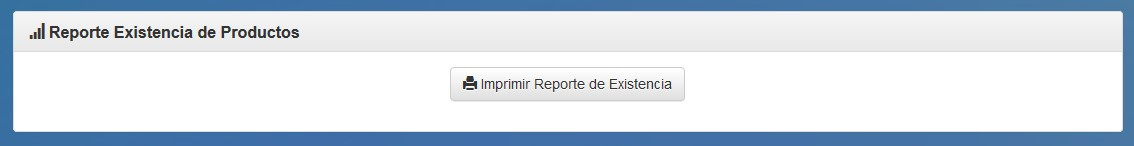 Reporte Existencia de Productos
Imprimir Reporte de Existencia